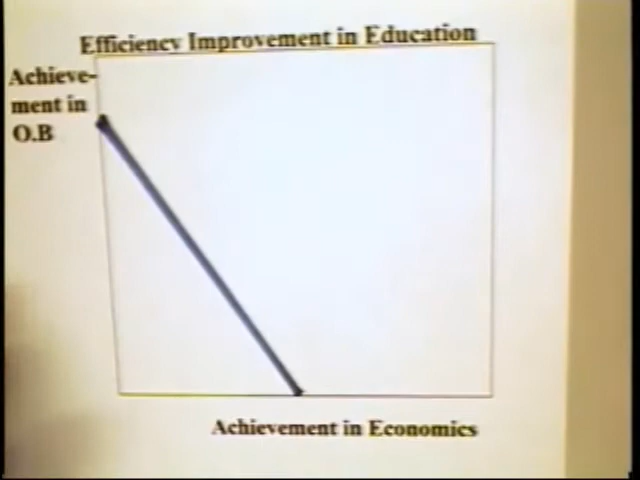 Efficiency Improvement in Education
Achieve-
ment in
O.B
Achievement in Economics